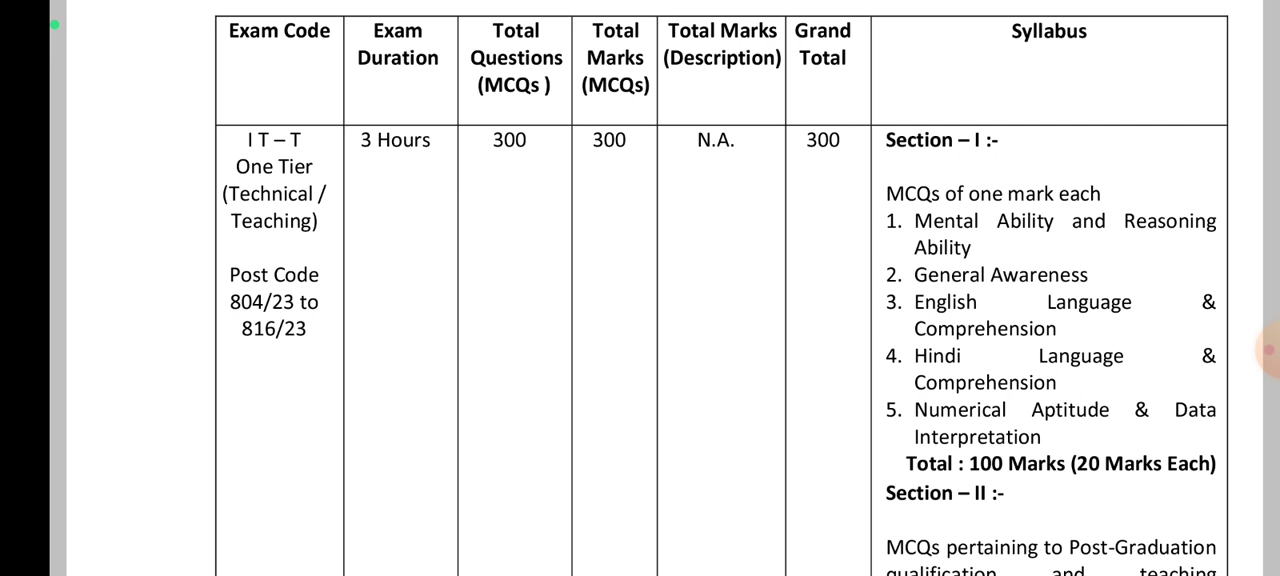 Exam Code
Exam
Duration
Total
Questions
(MCQs )
Total
Marks
(MCQs)
Total Marks
(Description)
Grand
Total
Syllabus
I T – T
One Tier
(Technical /
Teaching)
Post Code
804/23 to
816/23
3 Hours
300
300
N.A.
300
Section – I :-
MCQs of one mark each
1. Mental Ability and Reasoning
Ability
2. General Awareness
3. English Language &
Comprehension
4. Hindi Language &
Comprehension
5. Numerical Aptitude & Data
Interpretation
Total : 100 Marks (20 Marks Each)
Section – II :-
MCQs pertaining to Post-Graduation
qualification and teaching